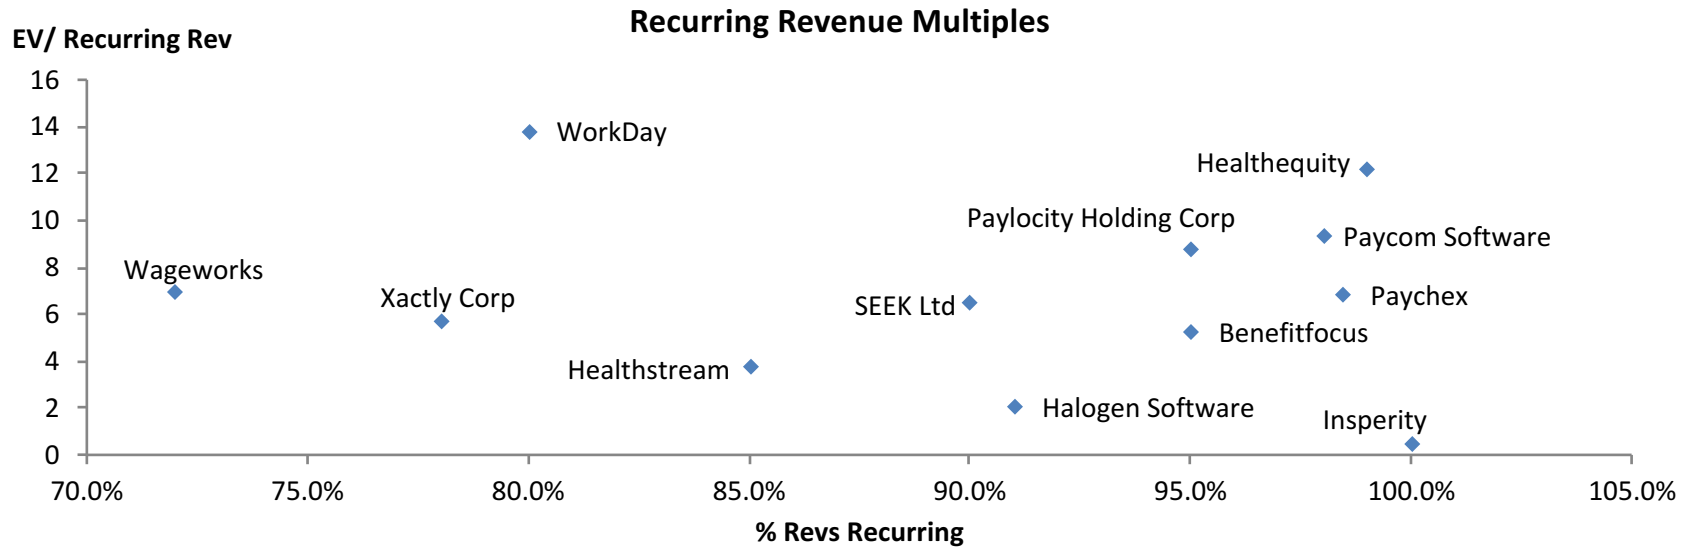 Recurring Revenue Multiples
EV/ Recurring Rev
16
14
12
10
8
6
4
2
0
WorkDay
Healthequity
Paylocity Holding Corp
Paycom Software
Wageworks
Xactly Corp
SEEK Ltd
Paychex
Benefitfocus
Healthstream
Halogen Software
Insperity
70.0% 75.0% 80.0% 85.0% 90.0% 95.0% 100.0% 105.0%
% Revs Recurring